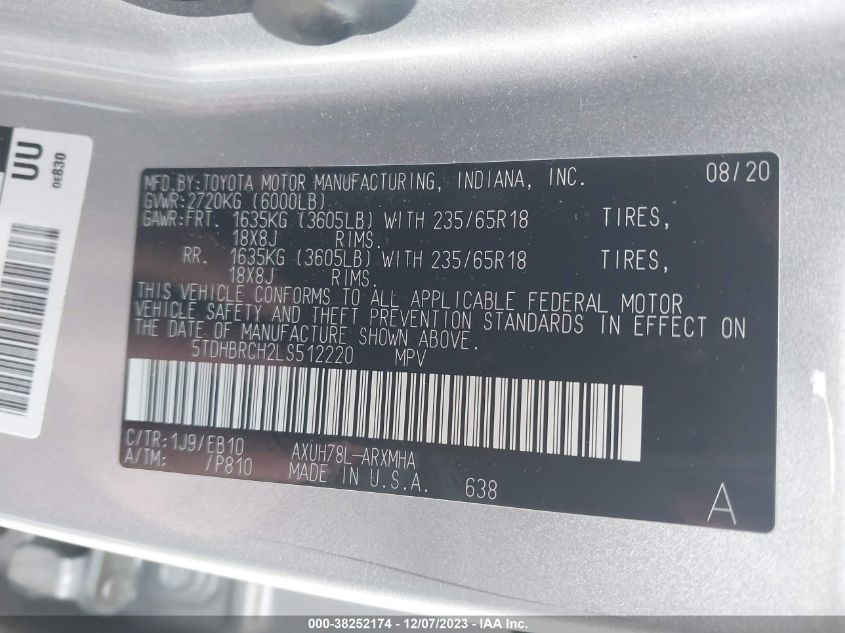 UU
0E830
MFD.BY:TOYOTA MOTOR MANUFACTURING, INDIANA, INC. 08/20
GVWR:2720KG (6000LB)
GAWR:FRT. 1635KG (3605LB) WITH 235/65R18 TIRES,
18X8J RIMS.
RR. 1635KG (3605LB) WITH 235/65R18 TIRES,
18X8J RIMS.
THIS VEHICLE CONFORMS TO ALL APPLICABLE FEDERAL MOTOR
VEHICLE SAFETY AND THEFT PREVENTION STANDARDS IN EFFECT ON
THE DATE OF MANUFACTURE SHOWN ABOVE.
5TDHBRCH2LS512220 MPV
C/TR:1J9/EB10 AXUH78L-ARXMHA
A/TM: /P810 MADE IN U.S.A. 638
A
000-38252174 - 12/07/2023 - IAA Inc.